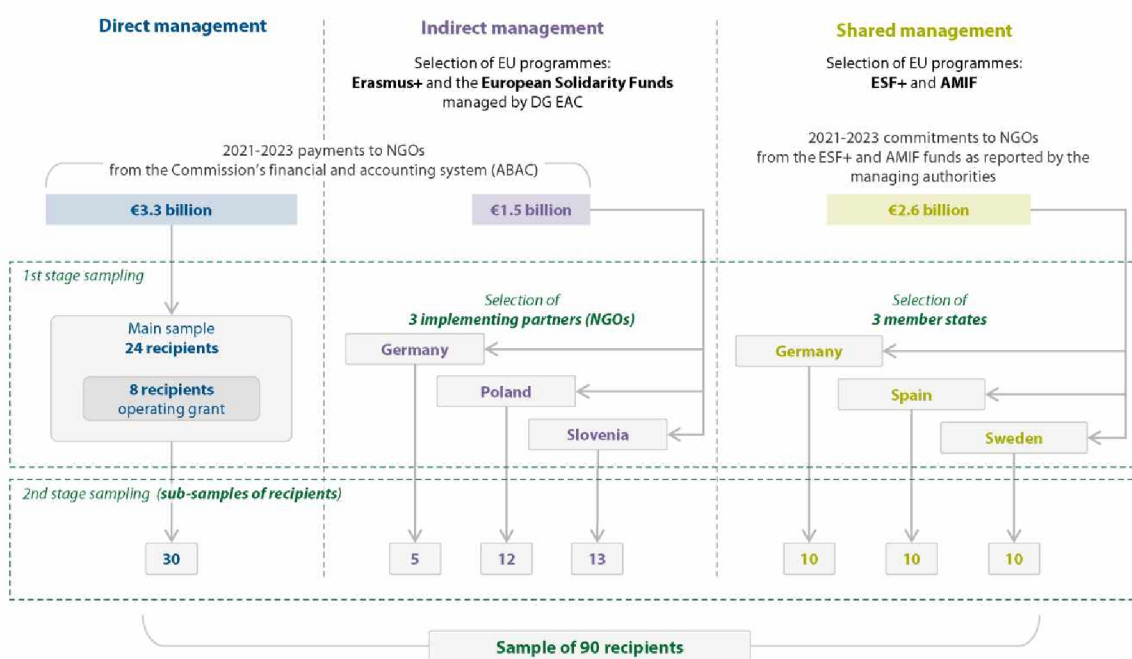 Direct management
Indirect management
Shared management
Selection of EU programmes:
Erasmus+ and the European Solidarity Funds
managed by DG EAC
Selection of EU programmes:
ESF+ and AMIF
2021-2023 payments to NGOs
from the Commission's financial and accounting system (ABAC)
2021-2023 commitments to NGOs
from the ESF+ and AMIF funds as reported by the
managing authorities
€3.3 billion
€1.5 billion
€2.6 billion
1st stage sampling
Main sample
24 recipients
8 recipients
operating grant
Selection of
3 implementing partners (NGOs)
Germany
Poland
Slovenia
Selection of
3 member states
Germany
Spain
Sweden
2nd stage sampling (sub-samples of recipients)
30
5
12
13
10
10
10
Sample of 90 recipients